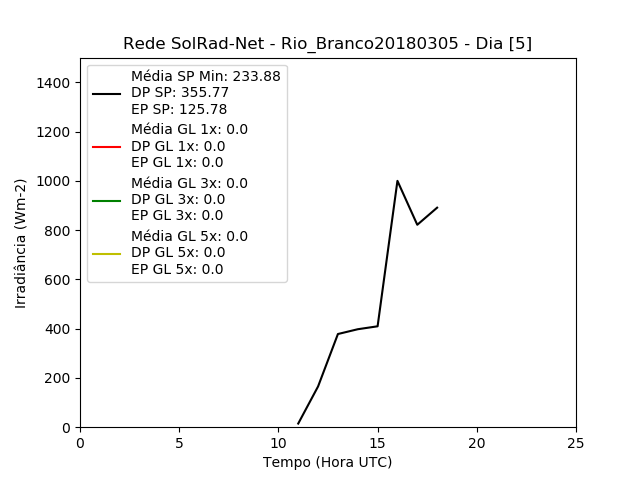 Rede SolRad-Net - Rio_Branco20180305 - Dia [5]
Média SP Min: 233.88
DP SP: 355.77
EP SP: 125.78
Média GL 1x: 0.0
DP GL 1x: 0.0
EP GL 1x: 0.0
Média GL 3x: 0.0
DP GL 3x: 0.0
EP GL 3x: 0.0
Média GL 5x: 0.0
DP GL 5x: 0.0
EP GL 5x: 0.0
Irradiância (Wm-2)
1400
1200
1000
800
600
400
200
0
0 5 10 15 20 25
Tempo (Hora UTC)